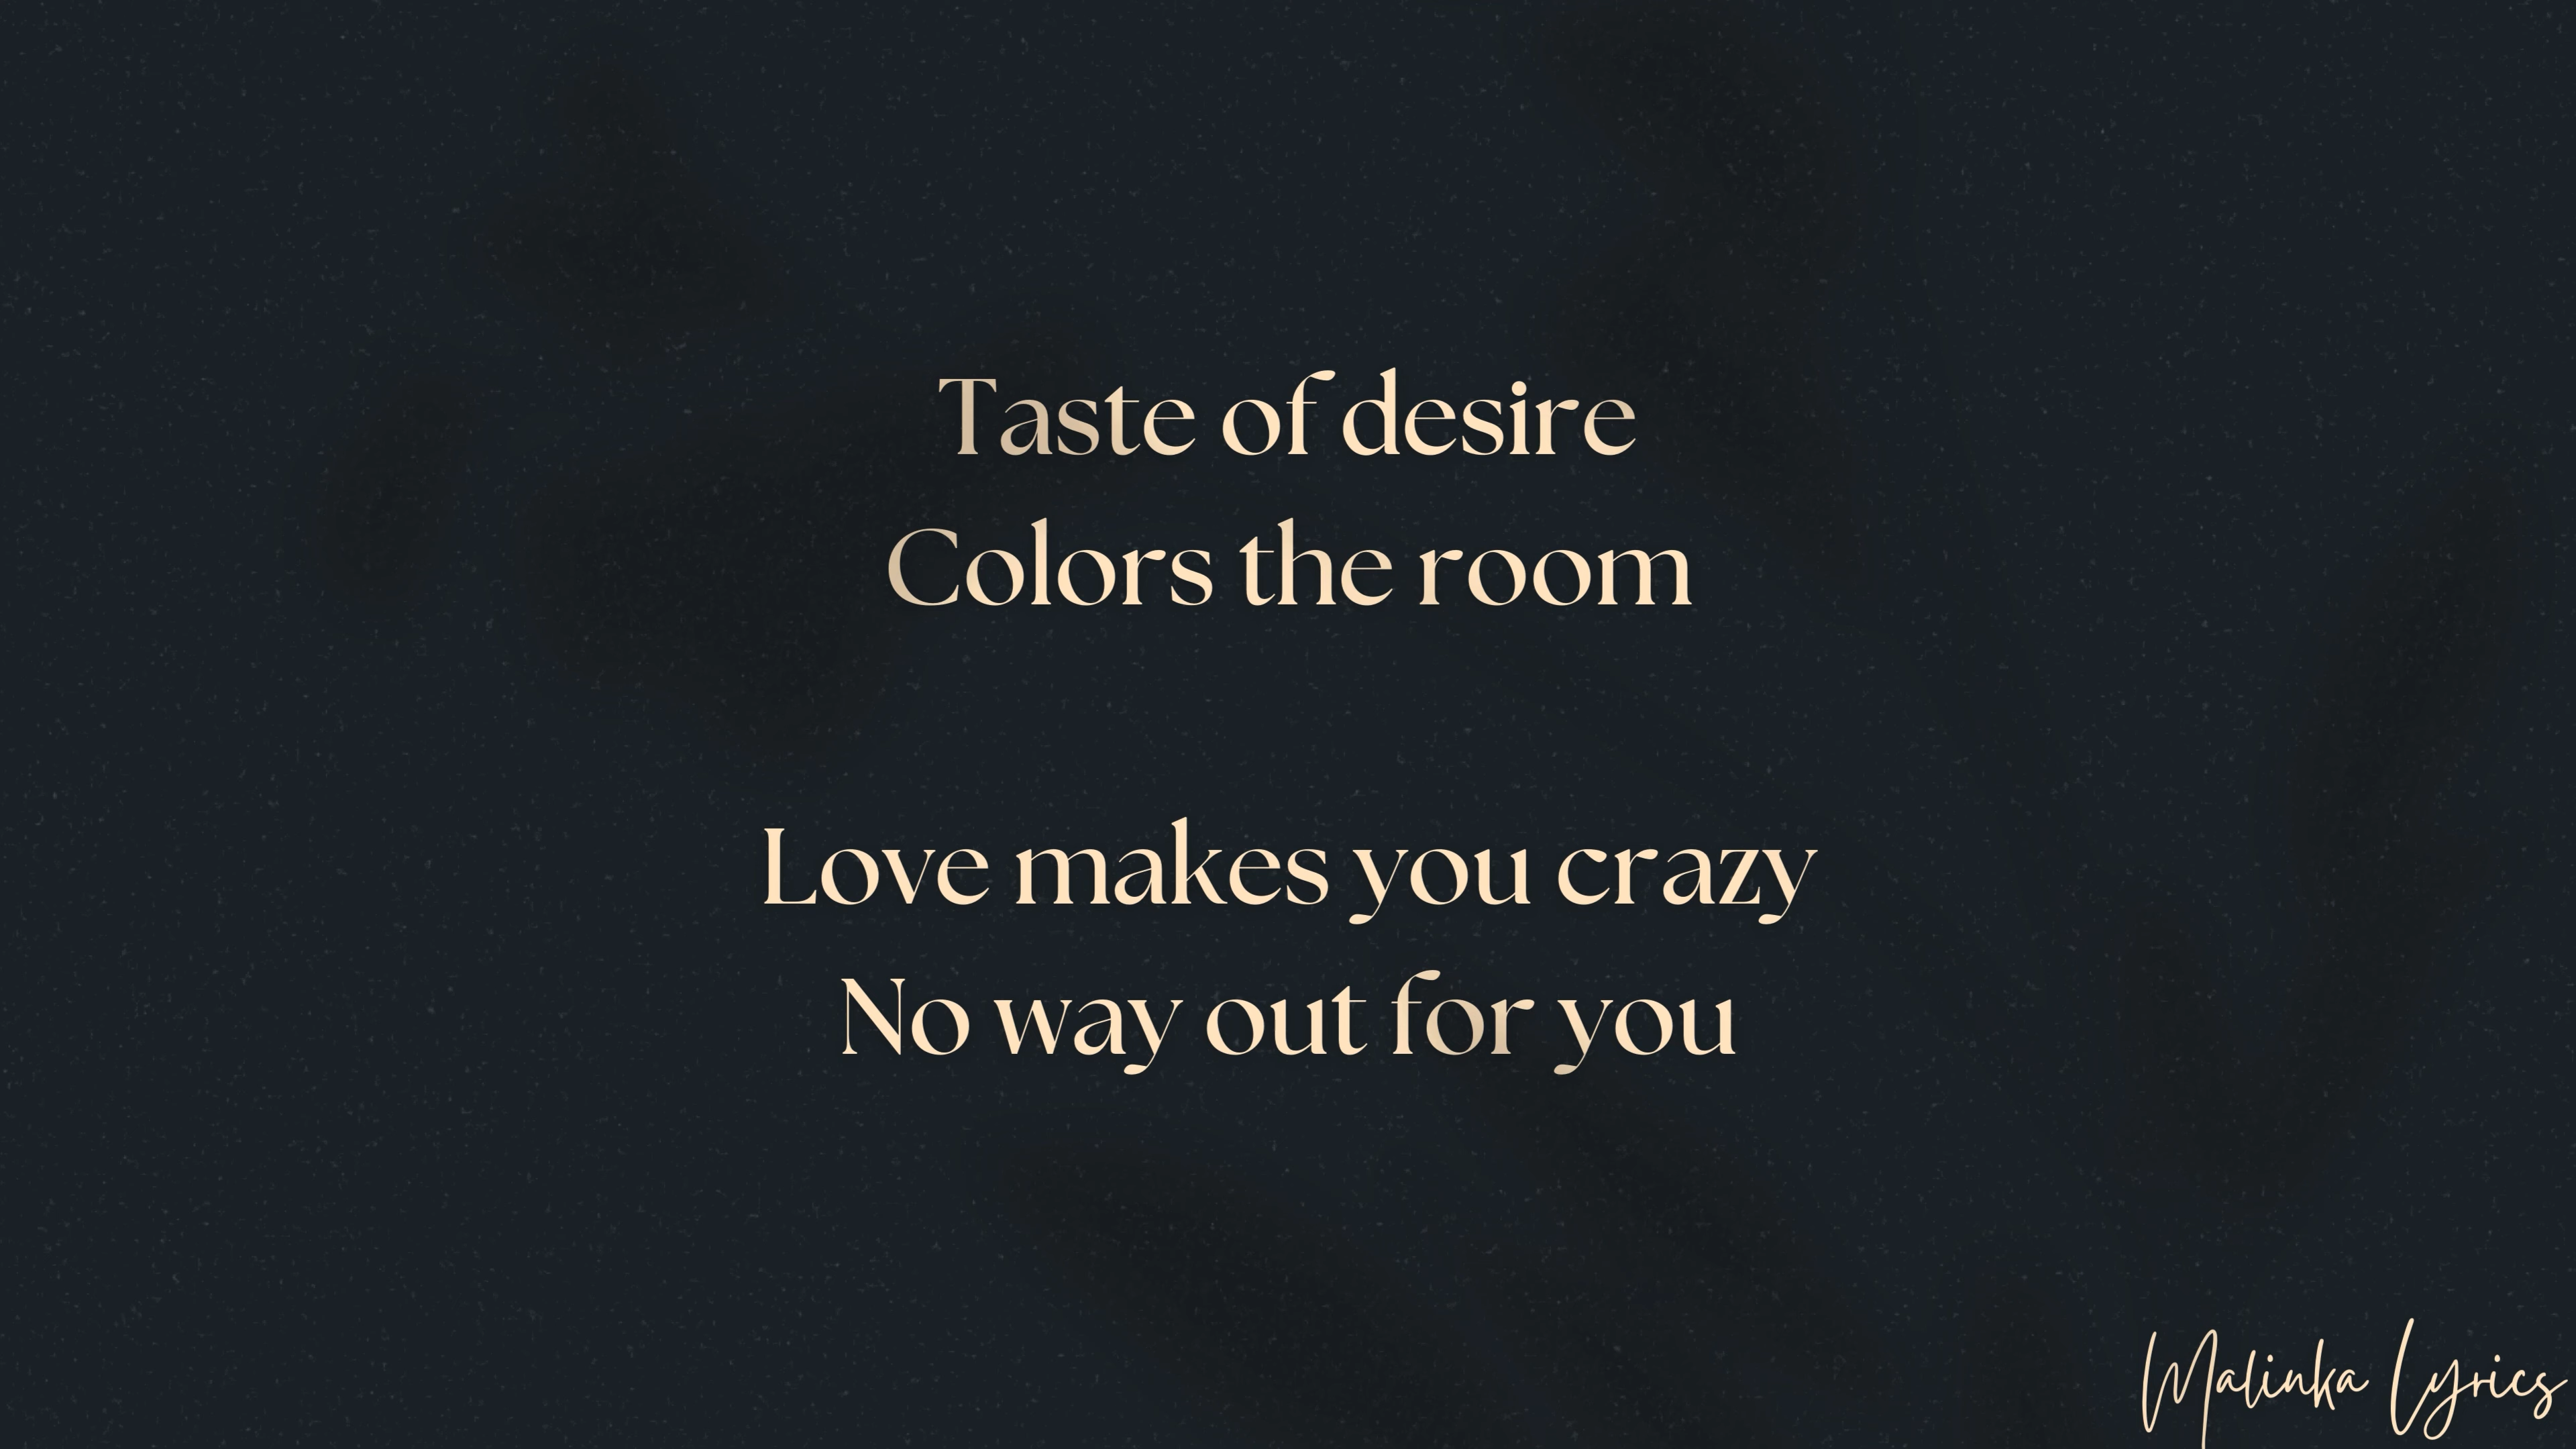 Taste of desire
Colors the room
Love makes you crazy
No way out for you
Malinka Lyrics